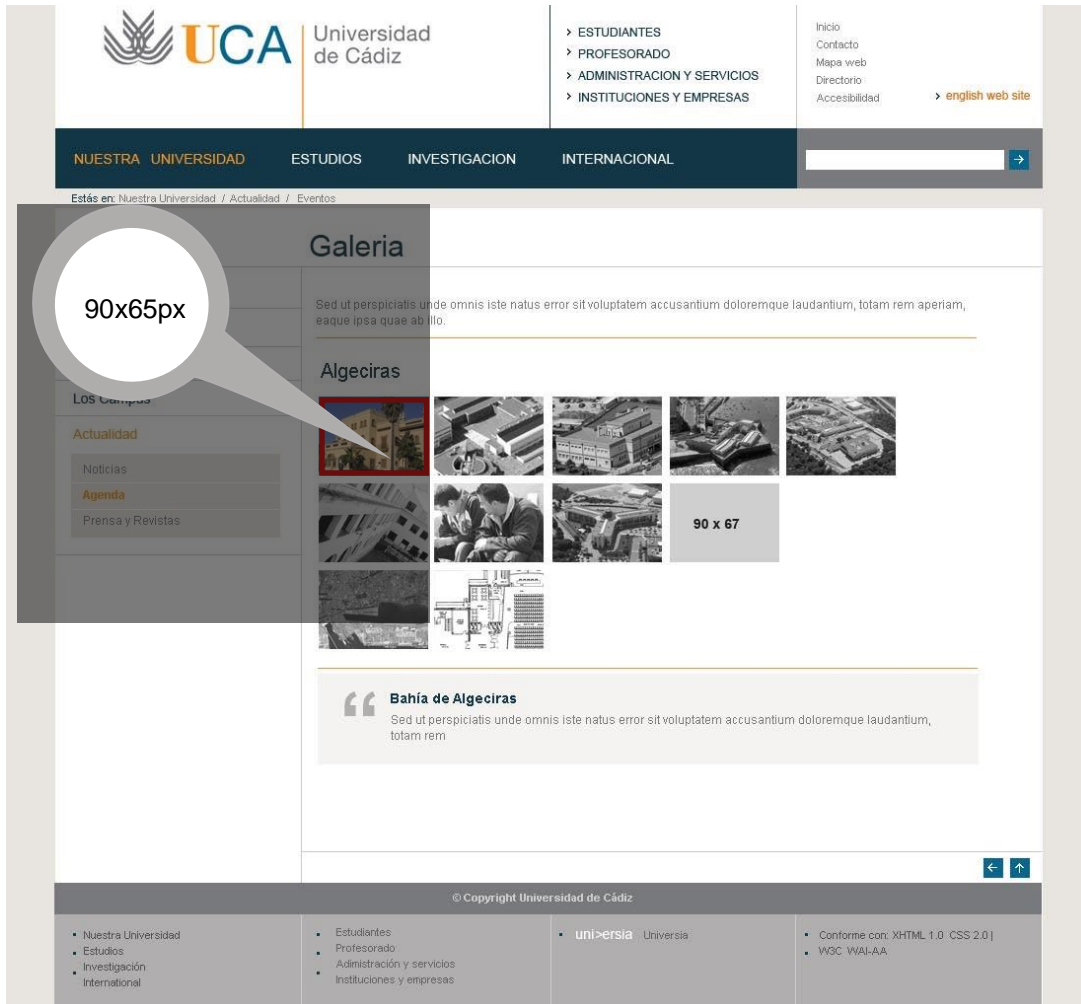 UCA
Universidad
de Cádiz
ESTUDIANTES
PROFESORADO
ADMINISTRACION Y SERVICIOS
INSTITUCIONES Y EMPRESAS
Inicio
Contacto
Mapa web
Directorio
Accesibilidad
english web site
NUESTRA UNIVERSIDAD ESTUDIOS INVESTIGACION INTERNACIONAL
Estás en: Nuestra Universidad / Actualidad / Eventos
Galeria
90x65px
Sed ut perspiciatis unde omnis iste natus error sit voluptatem accusantium doloremque laudantium, totam rem aperiam,
eaque ipsa quae ab illo.
Algeciras
Los Campus
Actualidad
Noticias
Agenda
Prensa y Revistas
90 x 67
Bahía de Algeciras
Sed ut perspiciatis unde omnis iste natus error sit voluptatem accusantium doloremque laudantium,
totam rem
© Copyright Universidad de Cádiz
Nuestra Universidad
Estudios
Investigación
International
Estudiantes
Profesorado
Adimistración y servicios
Instituciones y empresas
uni>ersia Universia
Conforme con: XHTML 1.0 CSS 2.0 |
W3C WAI-AA